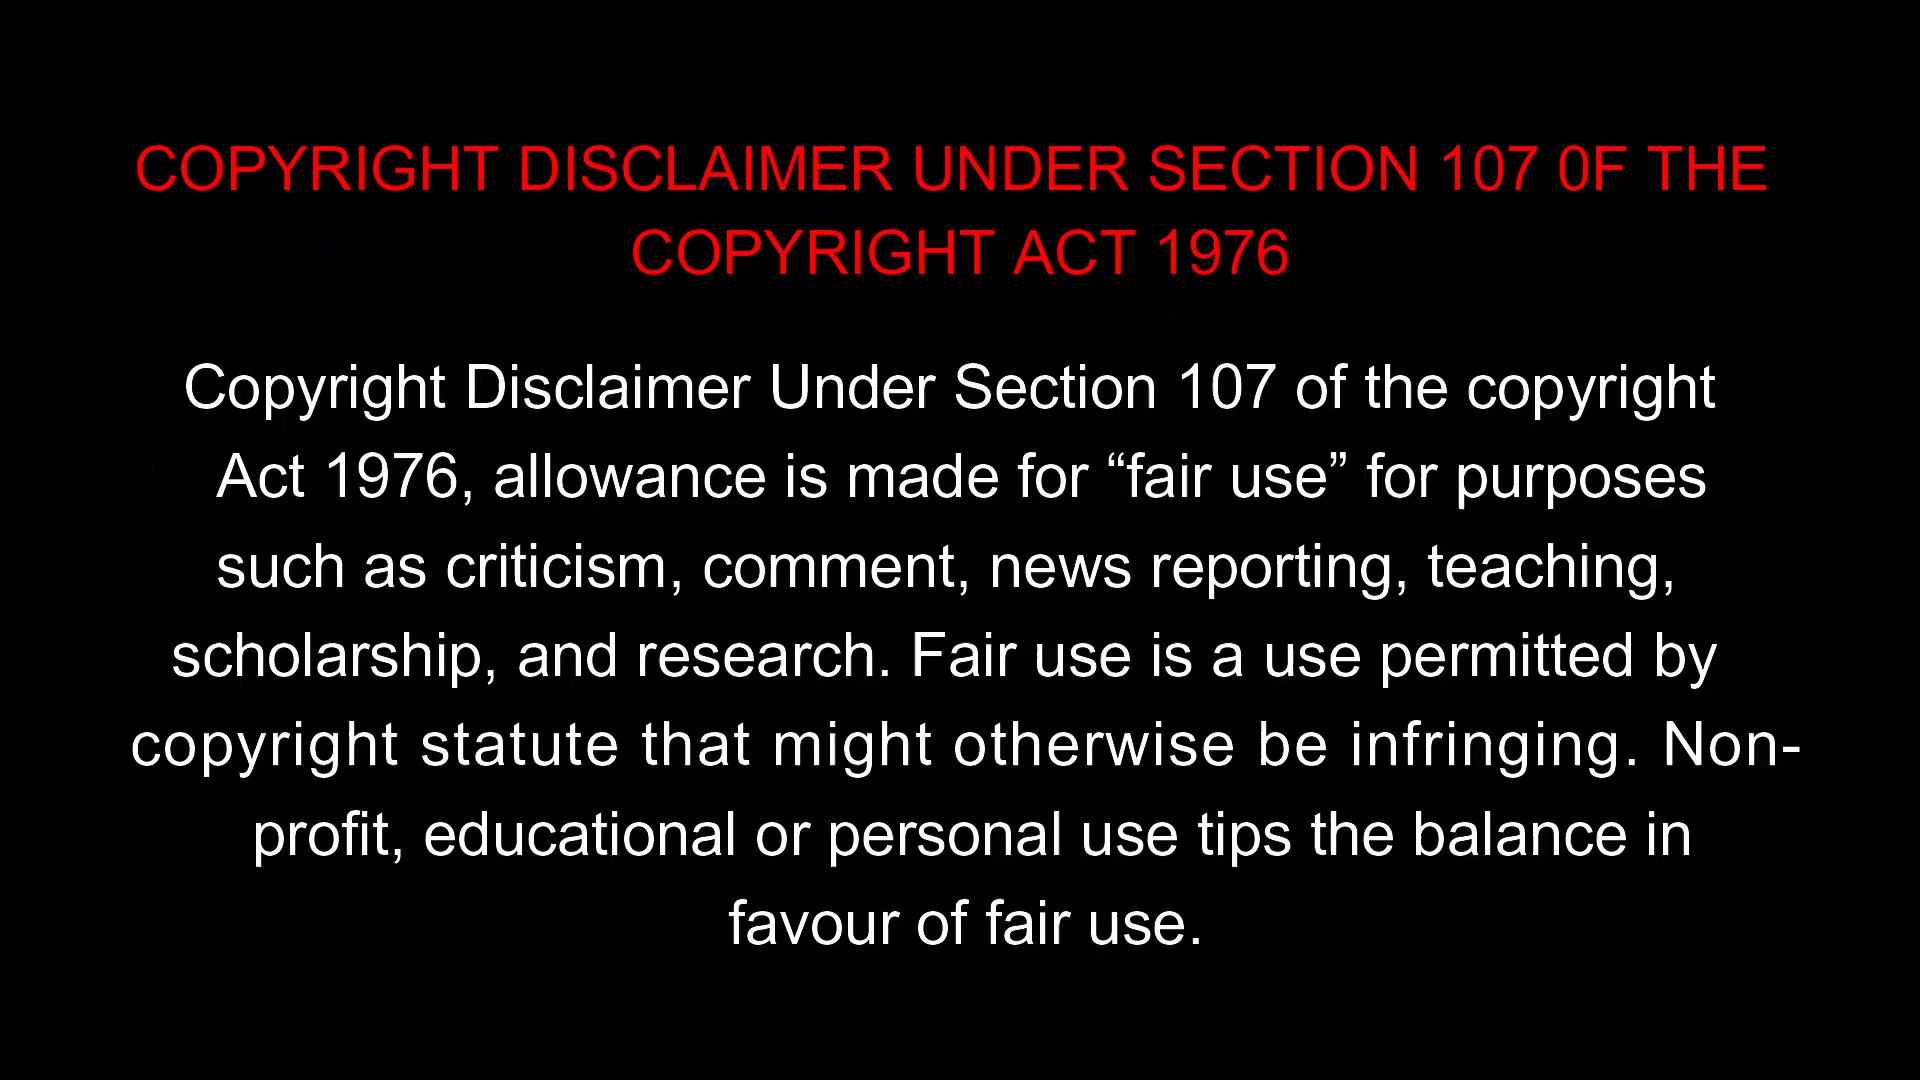 COPYRIGHT DISCLAIMER UNDER SECTION 107 0F THE
COPYRIGHT ACT 1976
Copyright Disclaimer Under Section 107 of the copyright
Act 1976, allowance is made for “fair use” for purposes
such as criticism, comment, news reporting, teaching,
scholarship, and research. Fair use is a use permitted by
copyright statute that might otherwise be infringing. Non-
profit, educational or personal use tips the balance in
favour of fair use.